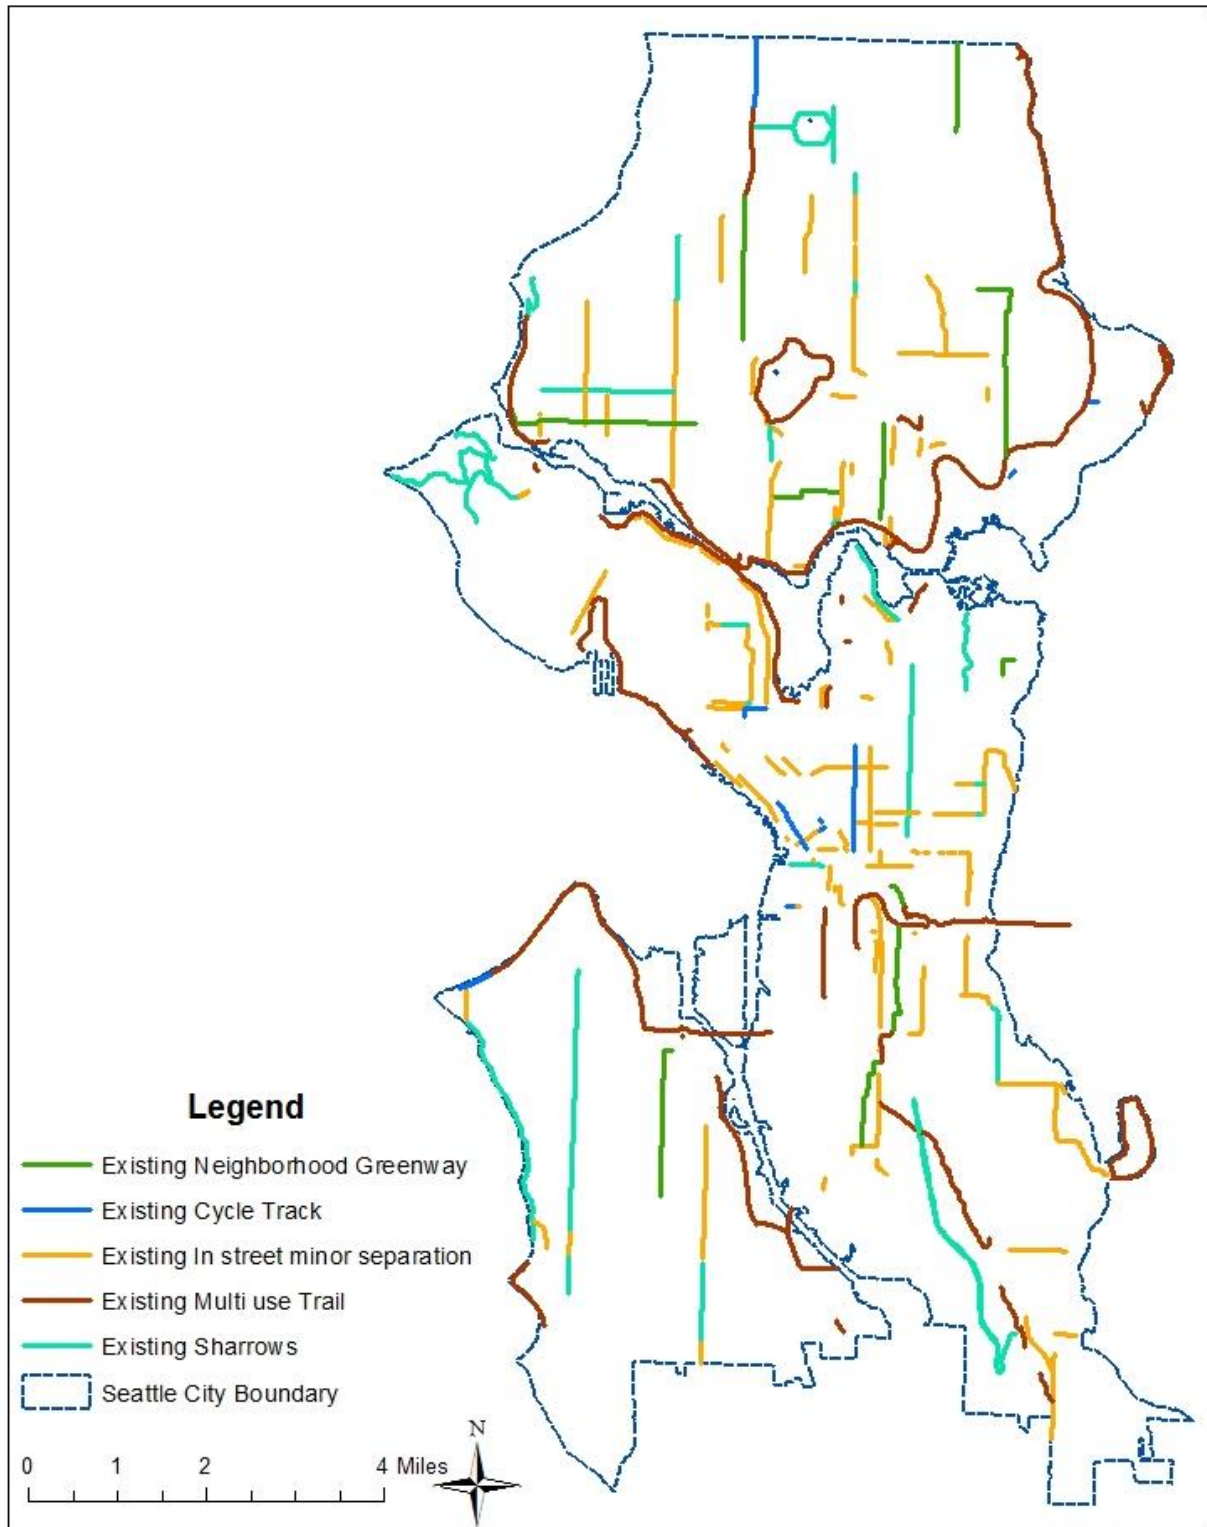 Legend
Existing Neighborhood Greenway
Existing Cycle Track
Existing In street minor separation
Existing Multi use Trail
Existing Sharrows
Seattle City Boundary
N
0 1 2 4 Miles